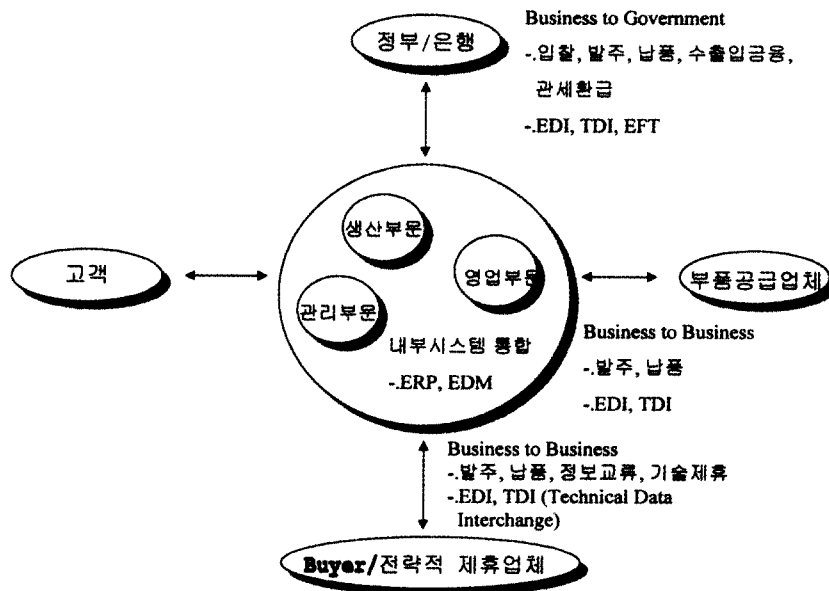 정부/은행
Business to Government
-.입찰, 발주, 납품, 수출입금융,
관세환급
-.EDI, TDI, EFT
생산부문
영업부문
관리부문
내부시스템 통합
-.ERP, EDM
고객
부품공급업체
Business to Business
-.발주, 납품
-.EDI, TDI
Business to Business
-.발주, 납품, 정보교류, 기술제휴
-.EDI, TDI (Technical Data
Interchange)
Buyer/전략적 제휴업체